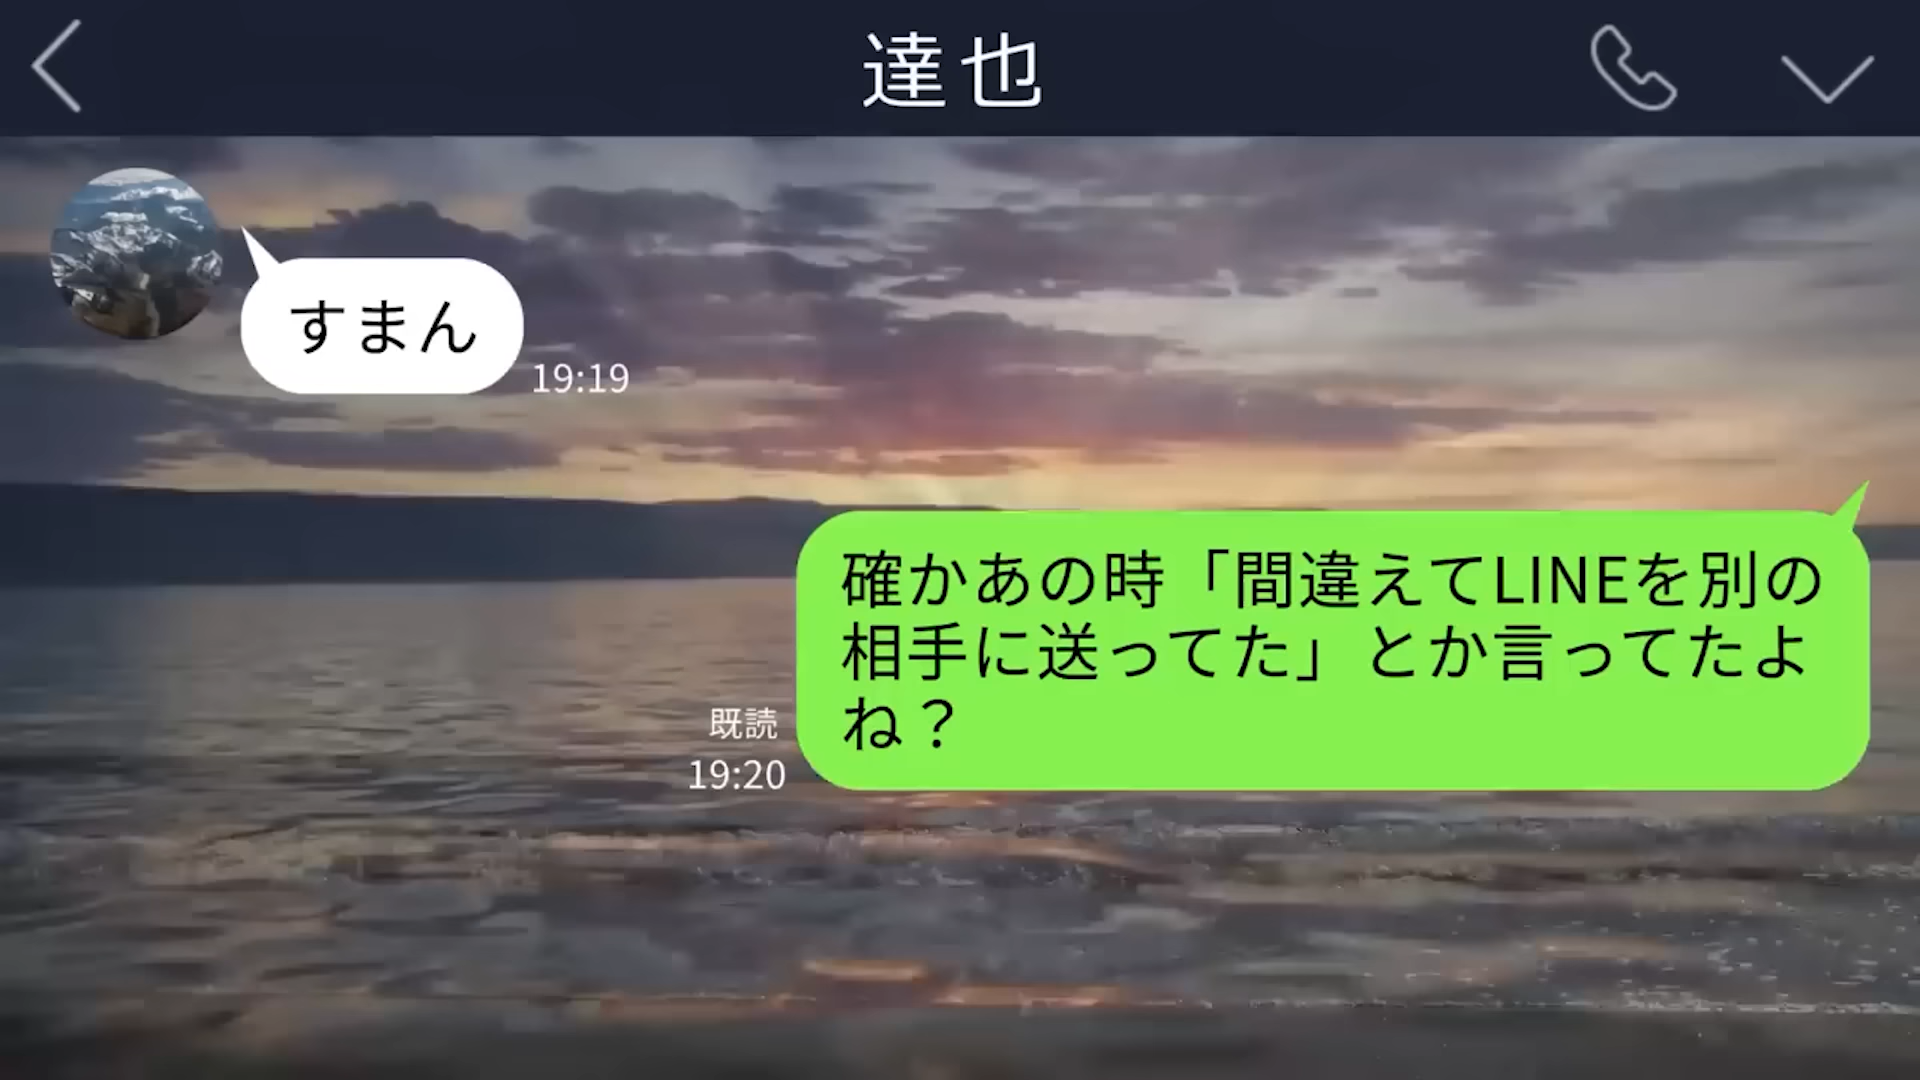 達也
すまん
19:19
確かあの時「間違えてLINEを別の
相手に送ってた」とか言ってたよ
ね？
既読
19:20